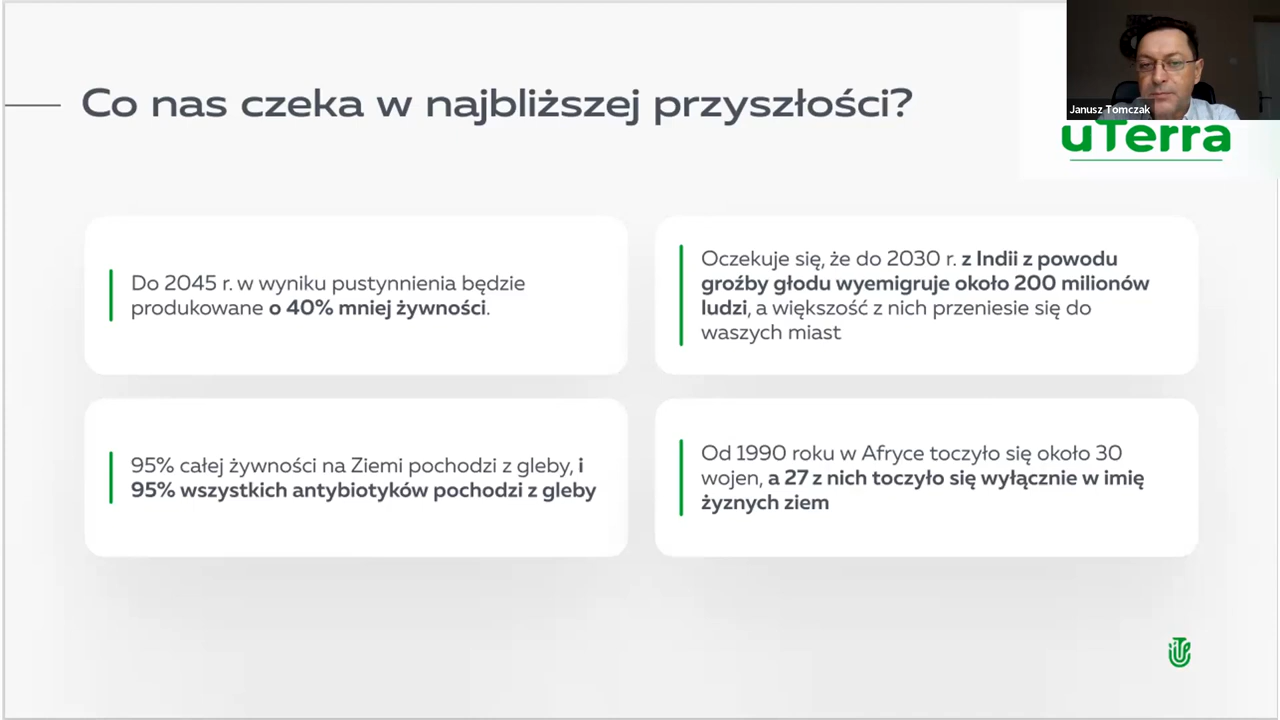 Co nas czeka w najbliższej przyszłości?
Janusz Tomczak
uTerra
Do 2045 r. w wyniku pustynnienia będzie
produkowane o 40% mniej żywności.
Oczekuje się, że do 2030 r. z Indii z powodu
groźby głodu wyemigruje około 200 milionów
ludzi, a większość z nich przeniesie się do
waszych miast
95% całej żywności na Ziemi pochodzi z gleby, i
95% wszystkich antybiotyków pochodzi z gleby
Od 1990 roku w Afryce toczyło się około 30
wojen, a 27 z nich toczyło się wyłącznie w imię
żyznych ziem